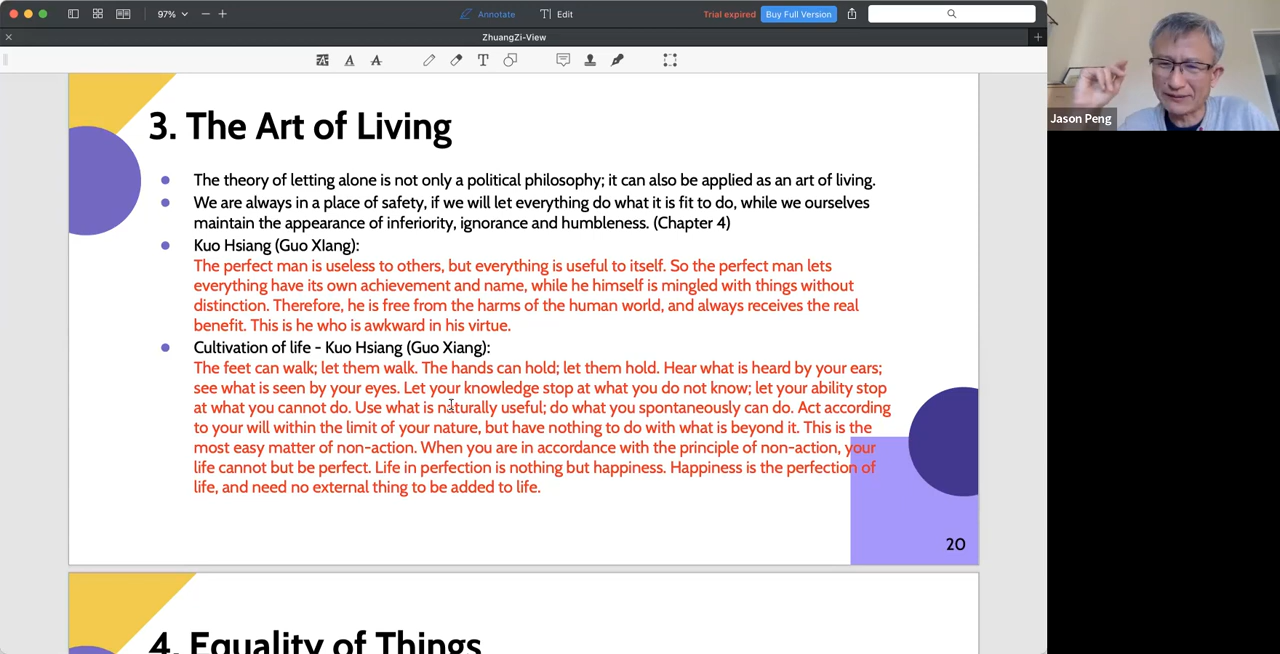 97%
Annotate
Edit
Trial expired
Buy Full Version
ZhuangZi-View
3. The Art of Living
The theory of letting alone is not only a political philosophy; it can also be applied as an art of living.
We are always in a place of safety, if we will let everything do what it is fit to do, while we ourselves
maintain the appearance of inferiority, ignorance and humbleness. (Chapter 4)
Kuo Hsiang (Guo XIang):
The perfect man is useless to others, but everything is useful to itself. So the perfect man lets
everything have its own achievement and name, while he himself is mingled with things without
distinction. Therefore, he is free from the harms of the human world, and always receives the real
benefit. This is he who is awkward in his virtue.
Cultivation of life - Kuo Hsiang (Guo Xiang):
The feet can walk; let them walk. The hands can hold; let them hold. Hear what is heard by your ears;
see what is seen by your eyes. Let your knowledge stop at what you do not know; let your ability stop
at what you cannot do. Use what is naturally useful; do what you spontaneously can do. Act according
to your will within the limit of your nature, but have nothing to do with what is beyond it. This is the
most easy matter of non-action. When you are in accordance with the principle of non-action, your
life cannot but be perfect. Life in perfection is nothing but happiness. Happiness is the perfection of
life, and need no external thing to be added to life.
20
4. Equality of Things
Jason Peng